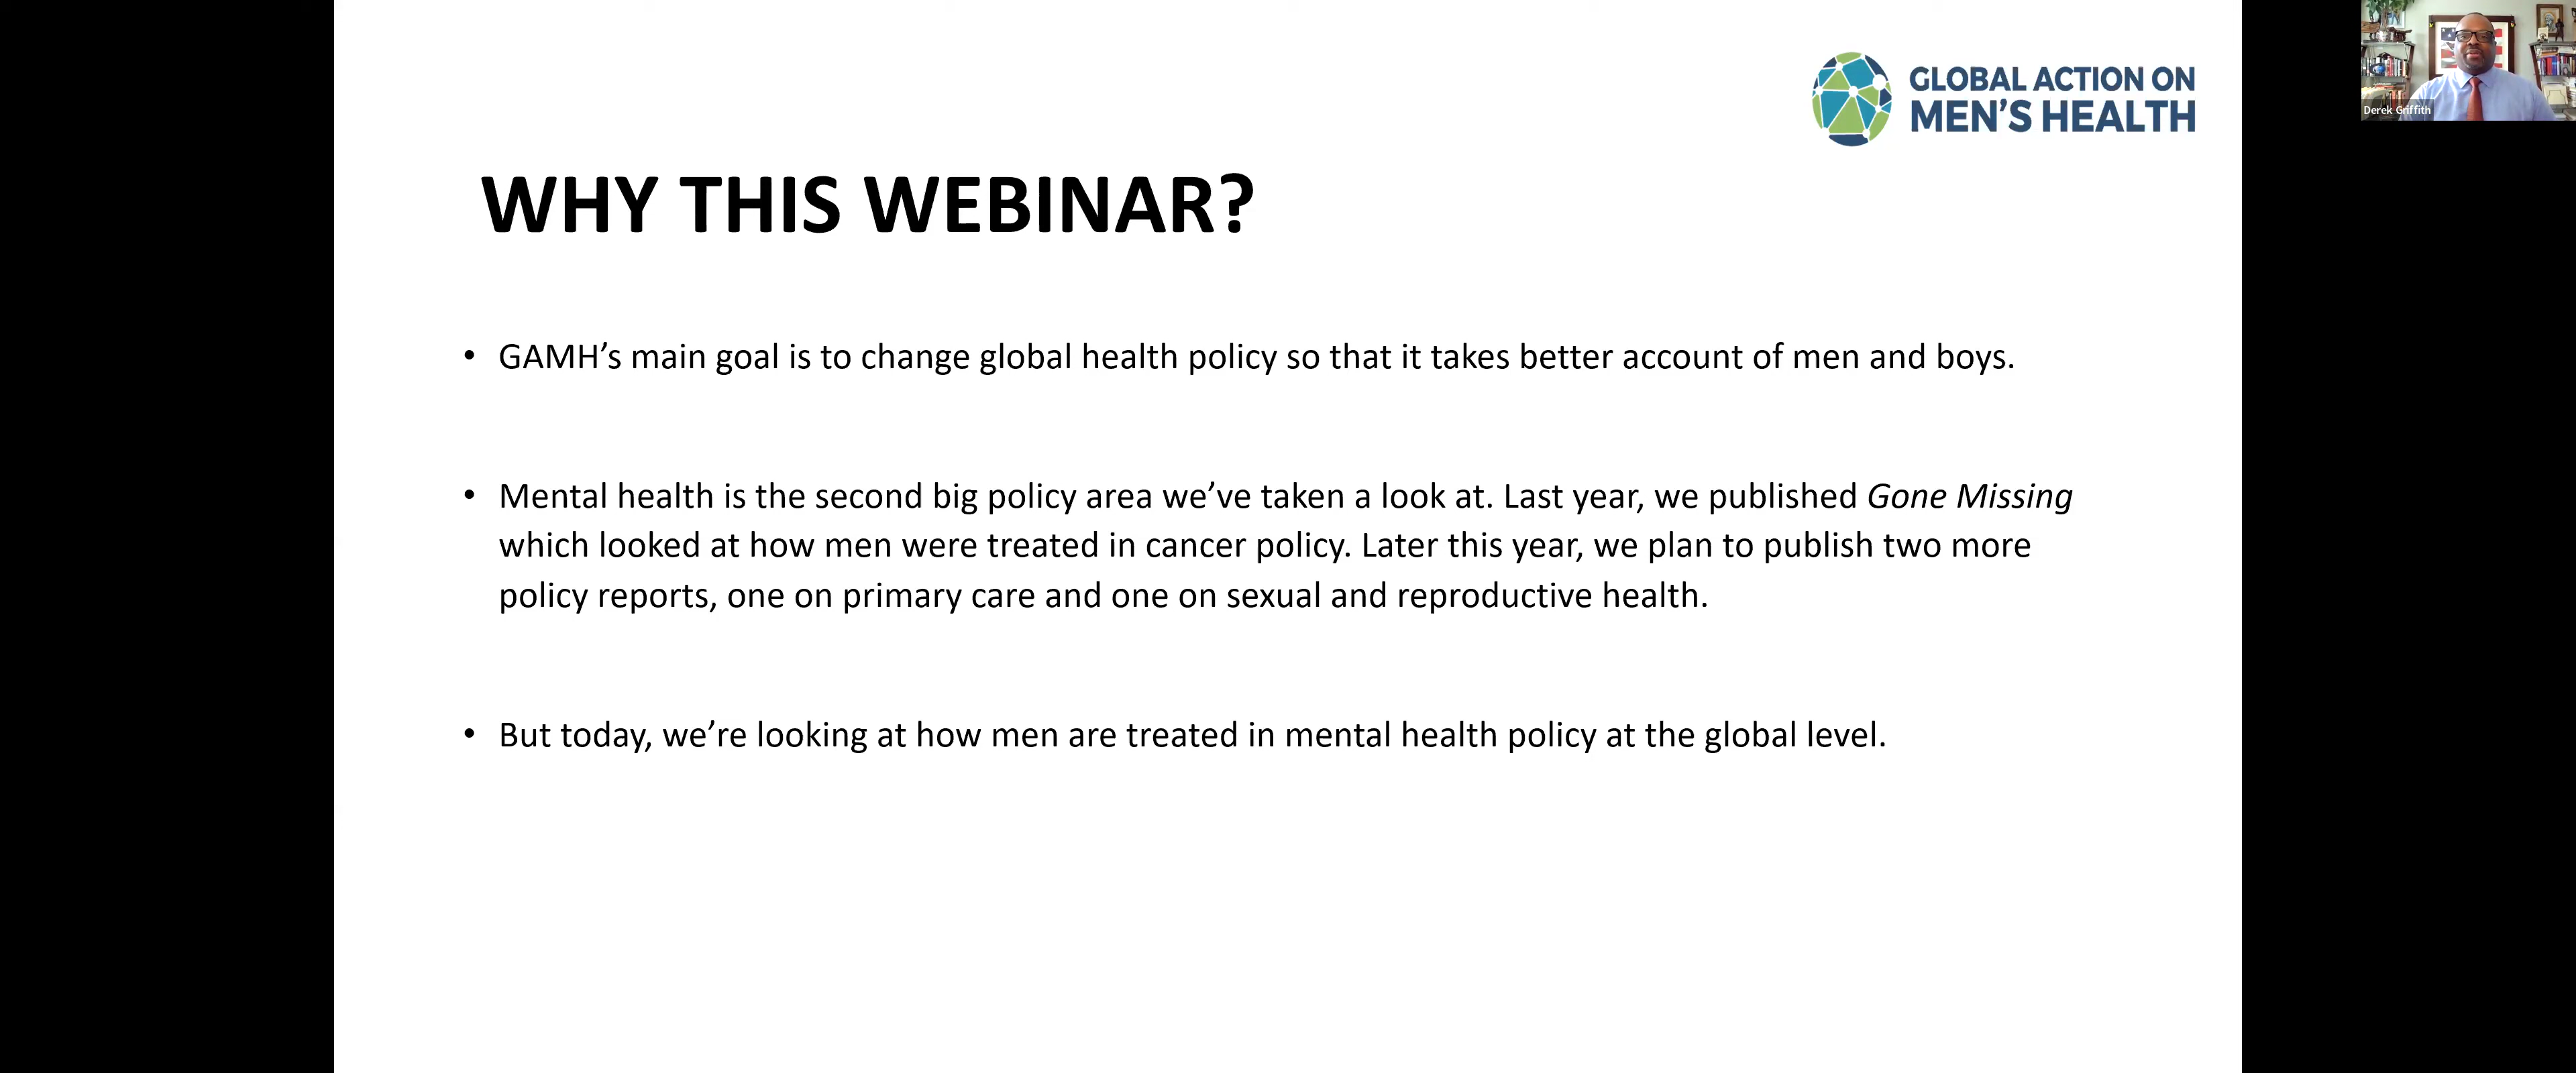 GLOBAL ACTION ON
MEN'S HEALTH
Derek Griffith
WHY THIS WEBINAR?
• GAMH's main goal is to change global health policy so that it takes better account of men and boys.
• Mental health is the second big policy area we've taken a look at. Last year, we published Gone Missing
which looked at how men were treated in cancer policy. Later this year, we plan to publish two more
policy reports, one on primary care and one on sexual and reproductive health.
• But today, we're looking at how men are treated in mental health policy at the global level.